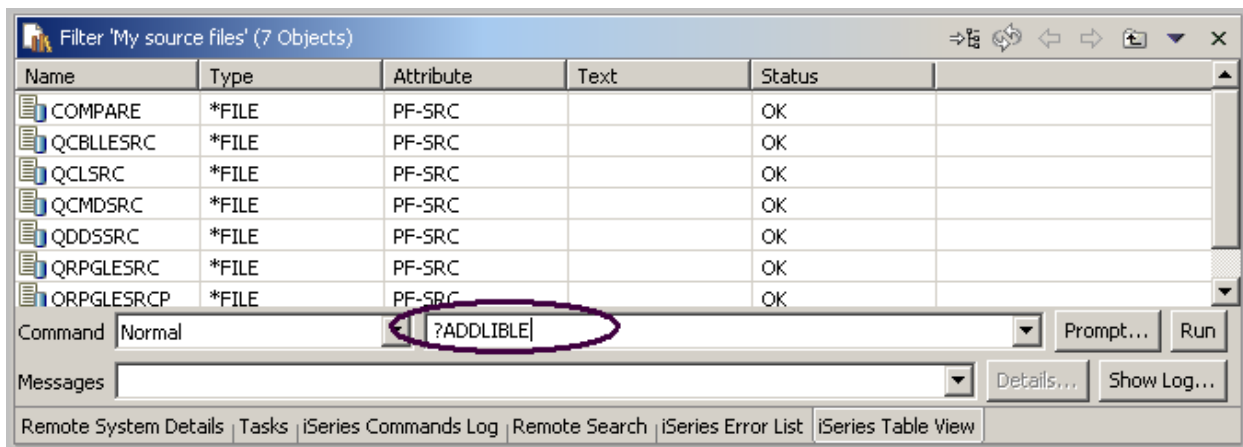 Filter 'My source files' (7 Objects)
Name Type Attribute Text Status
COMPARE *FILE PF-SRC OK
QCBLLESRC *FILE PF-SRC OK
QCLSRC *FILE PF-SRC OK
QCMDSRC *FILE PF-SRC OK
QDDSSRC *FILE PF-SRC OK
QRPGLESRC *FILE PF-SRC OK
QRPGLESRCP *FILE PF-SRC OK
Command Normal ?ADDLIBLE Prompt... Run
Messages Details... Show Log...
Remote System Details Tasks iSeries Commands Log Remote Search iSeries Error List iSeries Table View